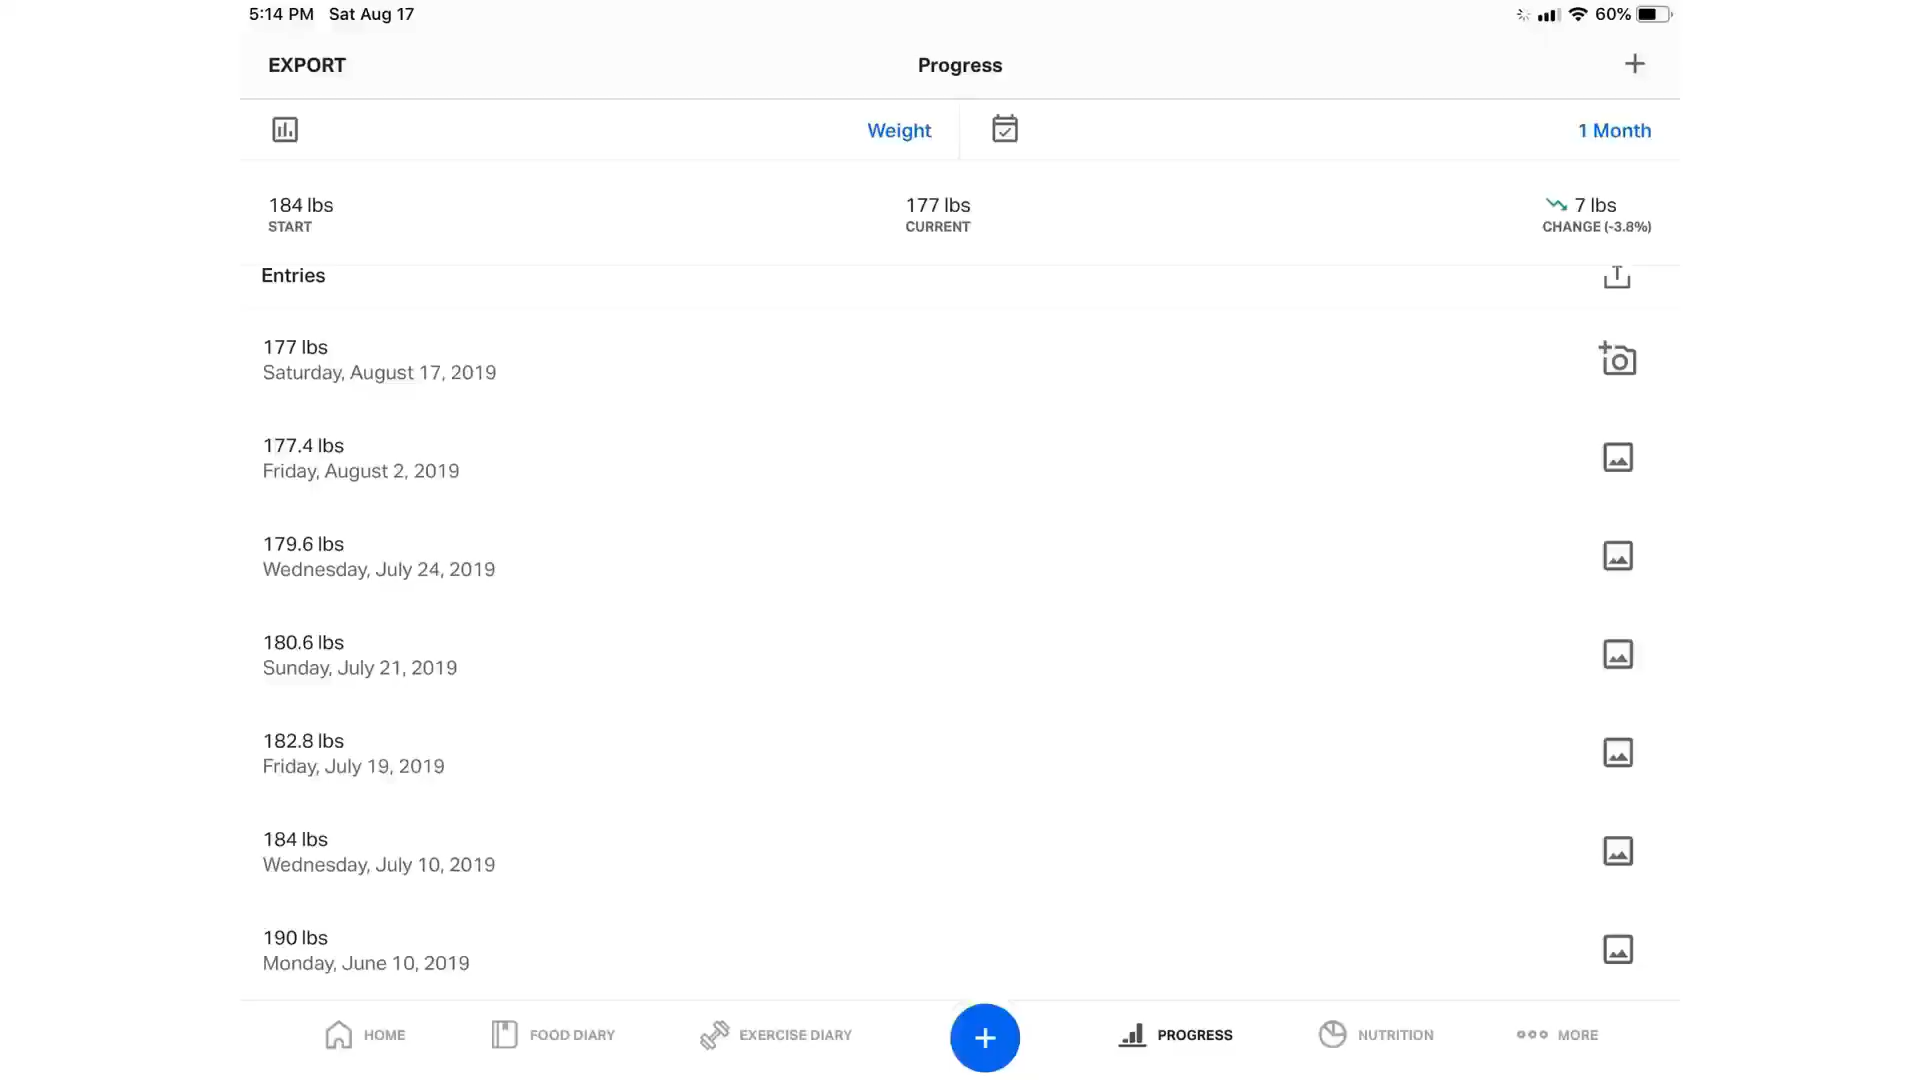 5:14 PM Sat Aug 17
60%
EXPORT
Progress
Weight
1 Month
184 lbs
START
177 lbs
CURRENT
7 lbs
CHANGE (-3.8%)
Entries
177 lbs
Saturday, August 17, 2019
177.4 lbs
Friday, August 2, 2019
179.6 lbs
Wednesday, July 24, 2019
180.6 lbs
Sunday, July 21, 2019
182.8 lbs
Friday, July 19, 2019
184 lbs
Wednesday, July 10, 2019
190 lbs
Monday, June 10, 2019
HOME
FOOD DIARY
EXERCISE DIARY
PROGRESS
NUTRITION
MORE